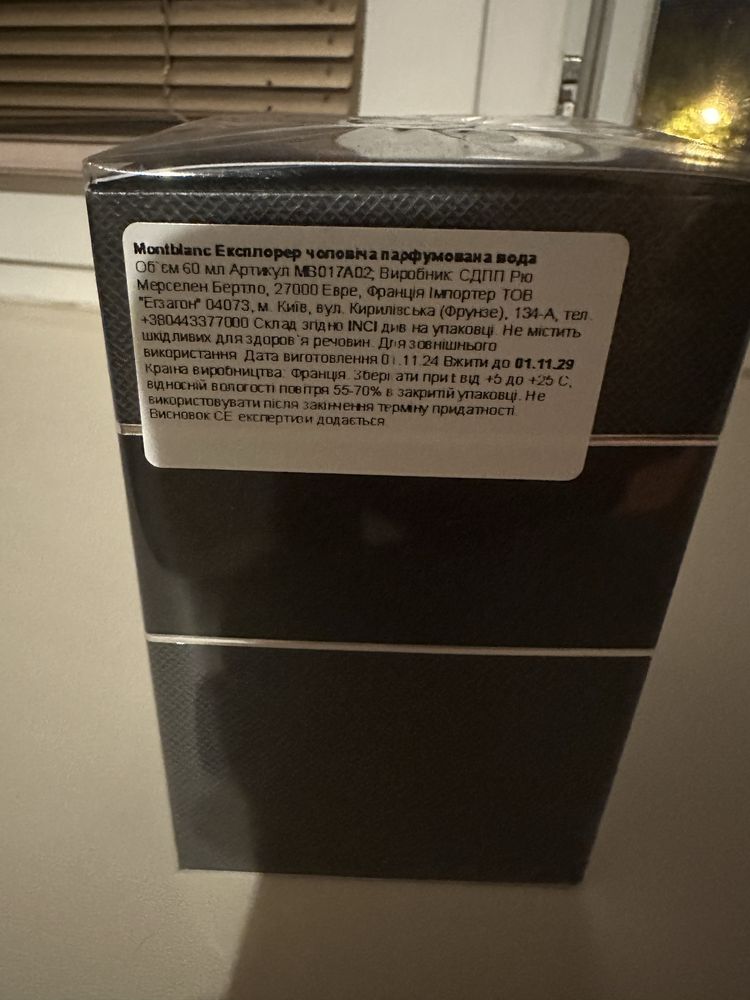 Montblanc Експлорер чоловіча парфумована вода
Об`єм 60 мл Артикул MB017A02; Виробник: СДПП Рю
Мерселен Бертло, 27000 Евре, Франція Імпортер ТОВ
"Егзагон" 04073, м. Київ, вул. Кирилівська (Фрунзе), 134-А, тел.
+380443377000 Склад згідно INCI див на упаковці. Не містить
шкідливих для здоров`я речовин. Для зовнішнього
використання. Дата виготовлення 01.11.24 Вжити до 01.11.29
Країна виробництва: Франція. Зберігати при t від +5 до +25 С,
відносній вологості повітря 55-70% в закритій упаковці. Не
використовувати після закінчення терміну придатності.
Висновок СЕ експертизи додається